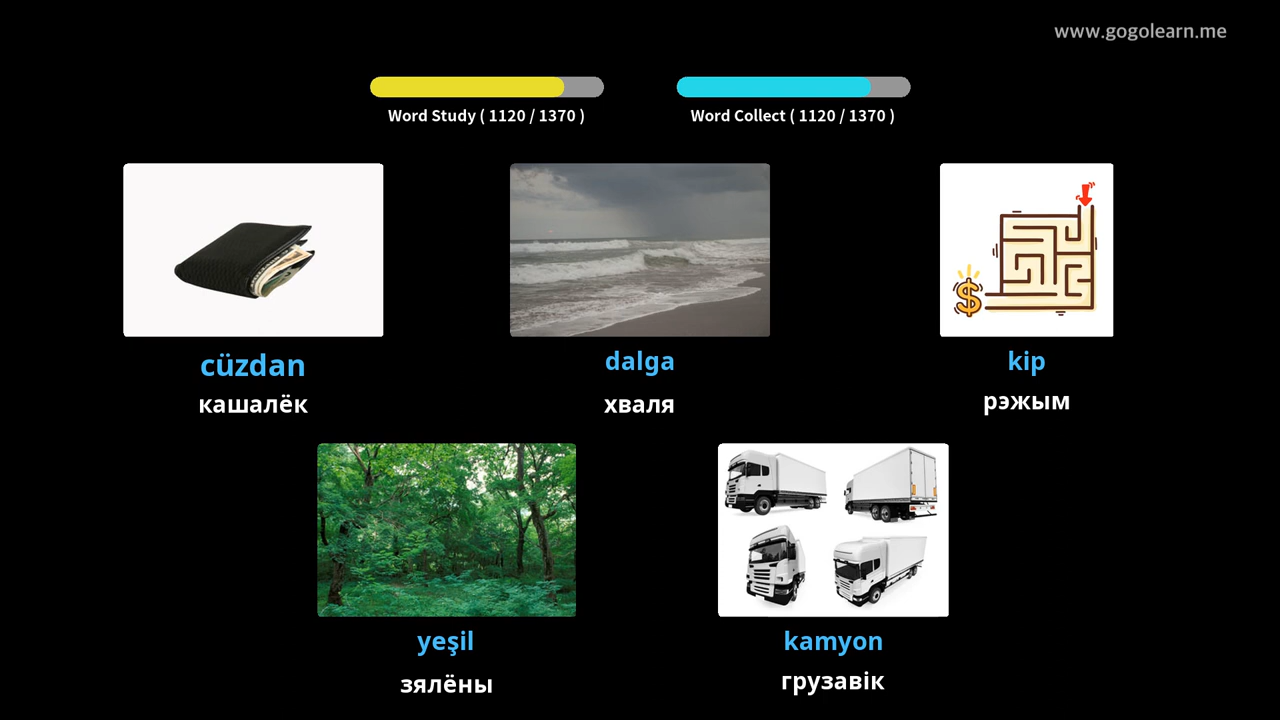 www.gogolearn.me
Word Study ( 1120 / 1370 )
Word Collect ( 1120 / 1370 )
cüzdan
кашалёк
dalga
хваля
kip
рэжым
yeşil
зялёны
kamyon
грузавік